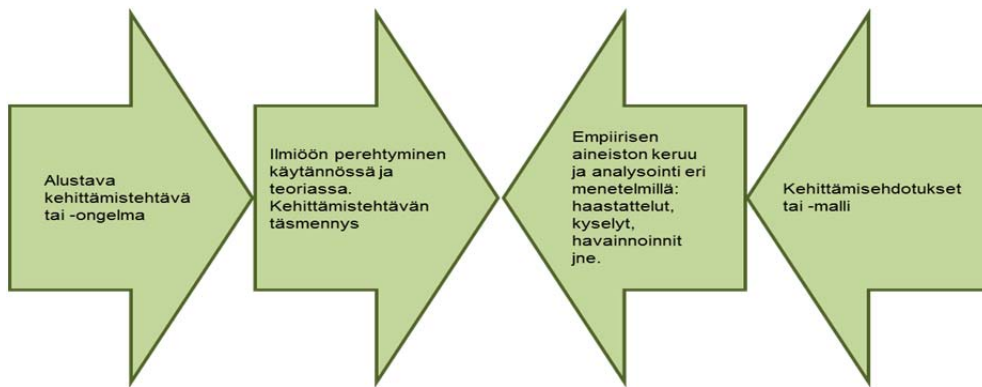 Alustava
kehittämistehtävä
tai -ongelma
Ilmiöön perehtyminen
käytännössä ja
teoriassa.
Kehittämistehtävän
täsmennys
Empiirisen
aineiston keruu
ja analysointi eri
menetelmillä:
haastattelut,
kyselyt,
havainnoinnit
jne.
Kehittämisehdotukset
tai -malli